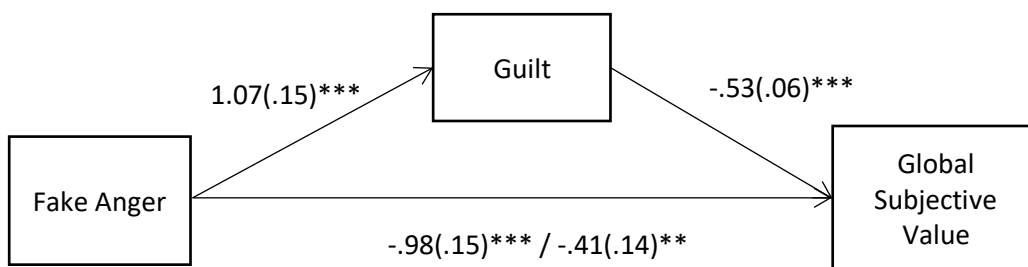 Guilt
1.07(.15)***
-.53(.06)***
Fake Anger
Global
Subjective
Value
-.98(.15)*** / -.41(.14)**